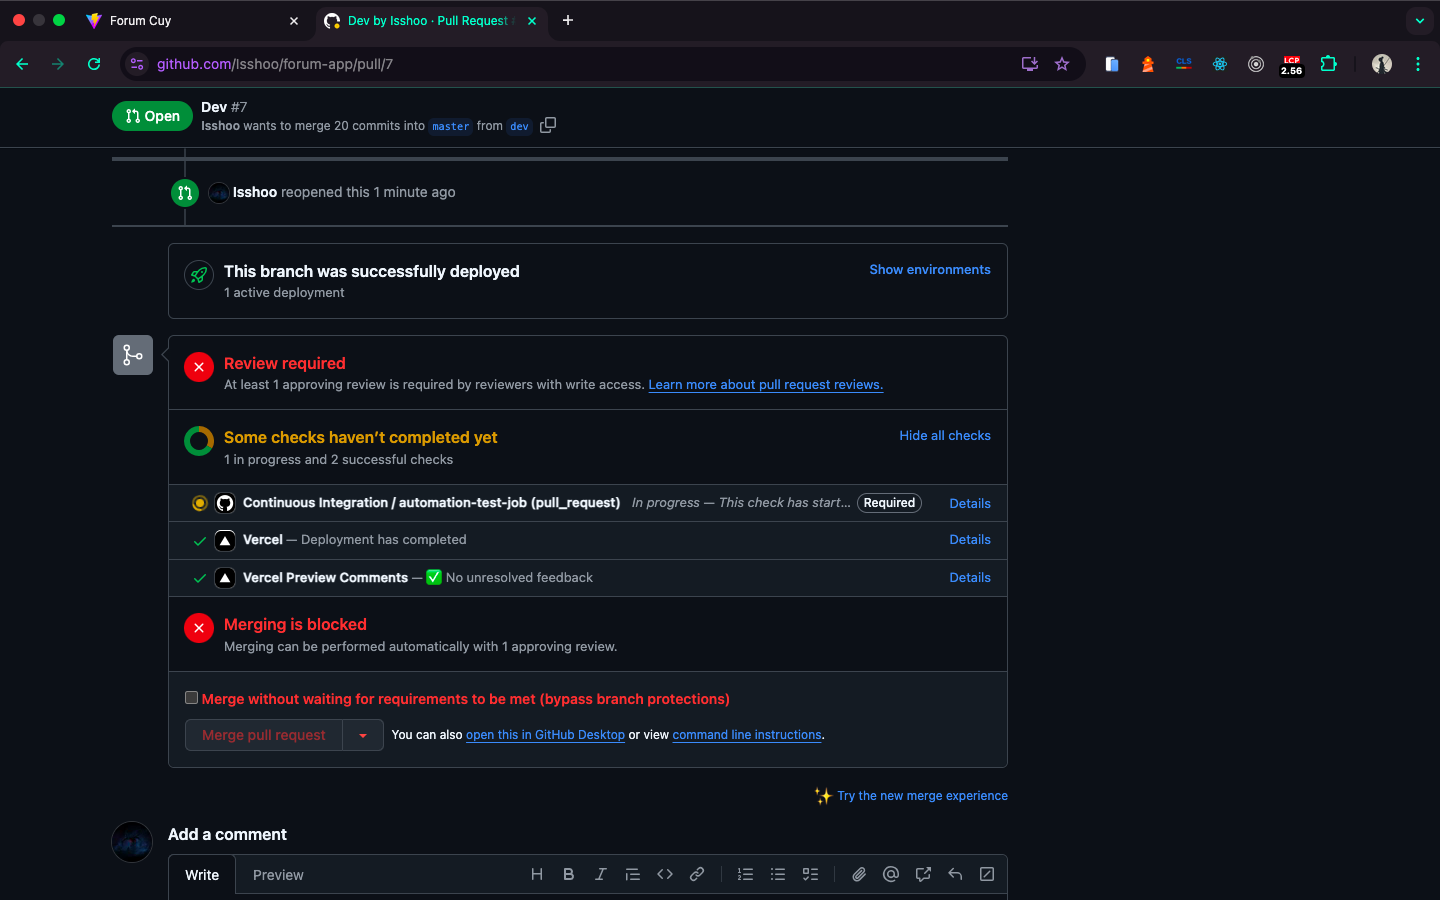 Forum Cuy
Dev by Isshoo · Pull Request
github.com/Isshoo/forum-app/pull/7
CLS
LCP
2.56
Open
Dev #7
Isshoo wants to merge 20 commits into master from dev
Isshoo reopened this 1 minute ago
This branch was successfully deployed
Show environments
1 active deployment
Review required
At least 1 approving review is required by reviewers with write access. Learn more about pull request reviews.
Some checks haven’t completed yet
Hide all checks
1 in progress and 2 successful checks
Continuous Integration / automation-test-job (pull_request) In progress — This check has start... Required Details
Vercel — Deployment has completed Details
Vercel Preview Comments — ✅ No unresolved feedback Details
Merging is blocked
Merging can be performed automatically with 1 approving review.
Merge without waiting for requirements to be met (bypass branch protections)
Merge pull request
You can also open this in GitHub Desktop or view command line instructions.
✨ Try the new merge experience
Add a comment
Write Preview